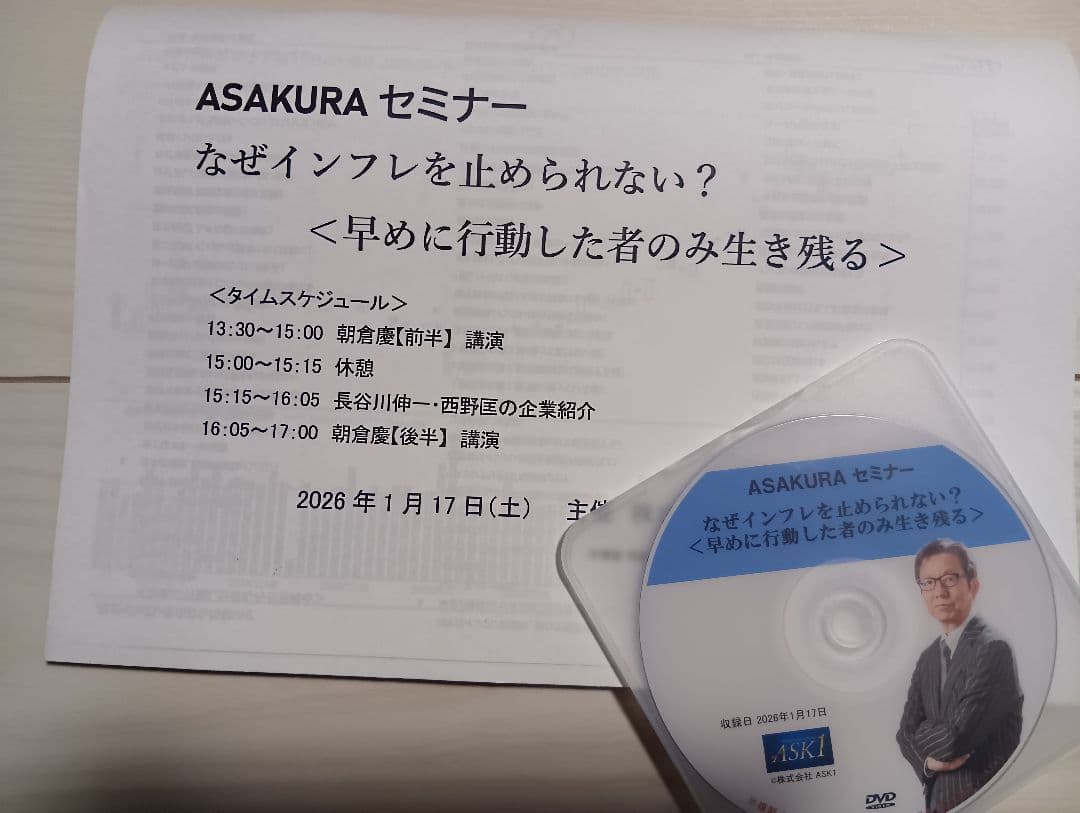 ASAKURA セミナー
なぜインフレを止められない？
＜早めに行動した者のみ生き残る＞
＜タイムスケジュール＞
13:30～15:00 朝倉慶【前半】 講演
15:00～15:15 休憩
15:15～16:05 長谷川伸一・西野匡の企業紹介
16:05～17:00 朝倉慶【後半】 講演
2026 年 1 月 17 日（土） 主催
ASAKURA セミナー
なぜインフレを止められない？
＜早めに行動した者のみ生き残る＞
収録日 2026年1月17日
ASK1
©株式会社 ASK1
DVD
VIDEO